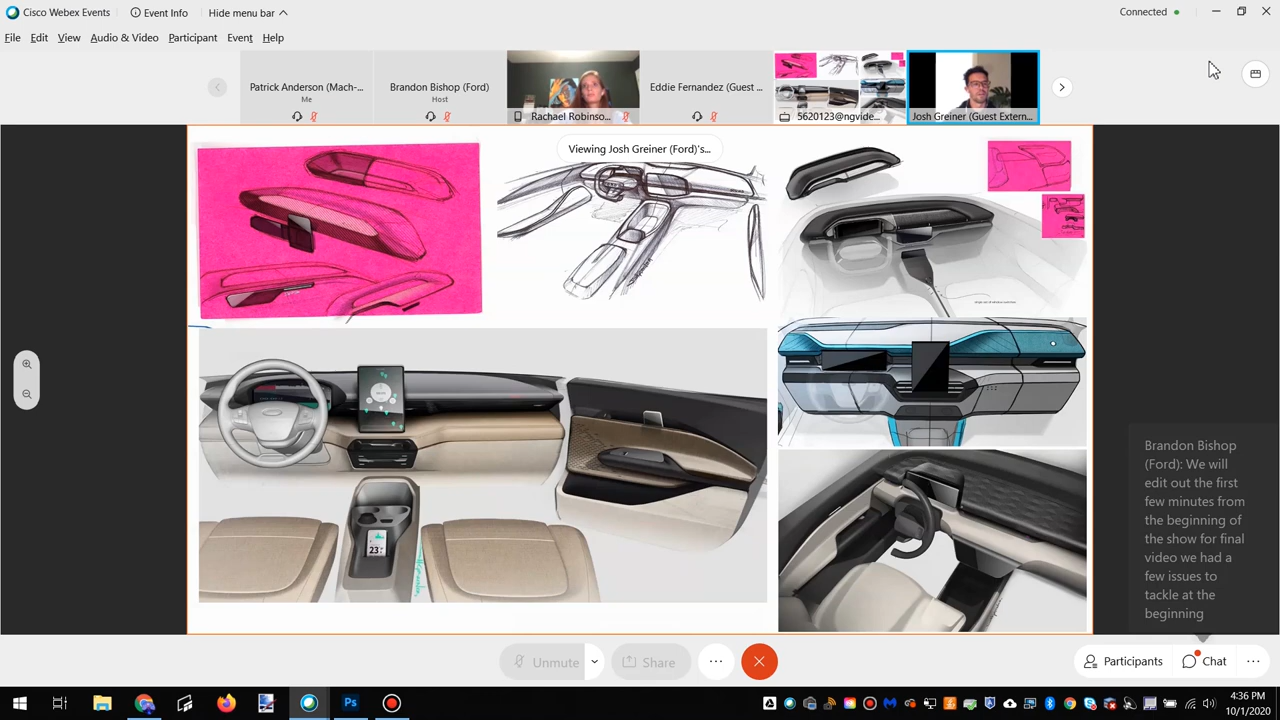 Cisco Webex Events
Event Info
Hide menu bar
Connected
File Edit View Audio & Video Participant Event Help
Patrick Anderson (Mach-...
Me
Brandon Bishop (Ford)
Host
Rachael Robinso...
Eddie Fernandez (Guest ...
5620123@ngvide...
Josh Greiner (Guest Extern...
Viewing Josh Greiner (Ford)'s...
23°
Brandon Bishop
(Ford): We will
edit out the first
few minutes from
the beginning of
the show for final
video we had a
few issues to
tackle at the
beginning
Unmute
Share
Participants
Chat
Ps
4:36 PM
10/1/2020